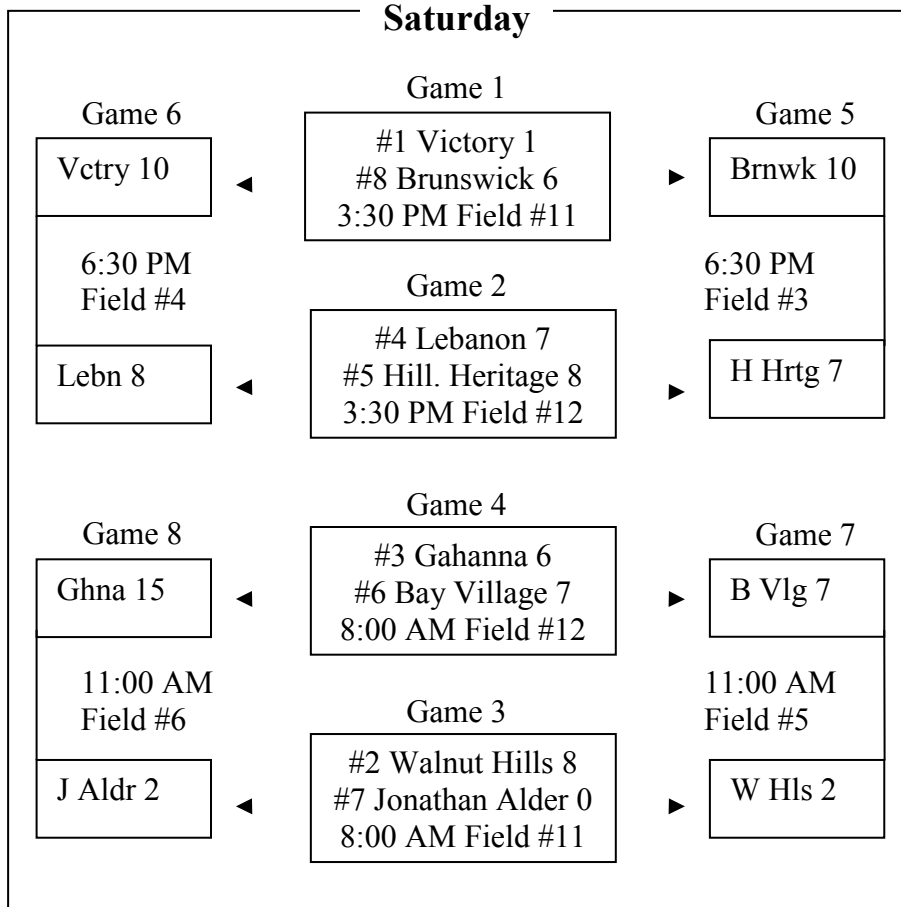 Saturday
Game 1
Game 6
Game 5
#1 Victory 1
#8 Brunswick 6
3:30 PM Field #11
Vctry 10
Brnwk 10
6:30 PM
Field #4
6:30 PM
Field #3
Game 2
#4 Lebanon 7
#5 Hill. Heritage 8
3:30 PM Field #12
Lebn 8
H Hrtg 7
Game 4
Game 8
Game 7
#3 Gahanna 6
#6 Bay Village 7
8:00 AM Field #12
Ghna 15
B Vlg 7
11:00 AM
Field #6
11:00 AM
Field #5
Game 3
#2 Walnut Hills 8
#7 Jonathan Alder 0
8:00 AM Field #11
J Aldr 2
W Hls 2